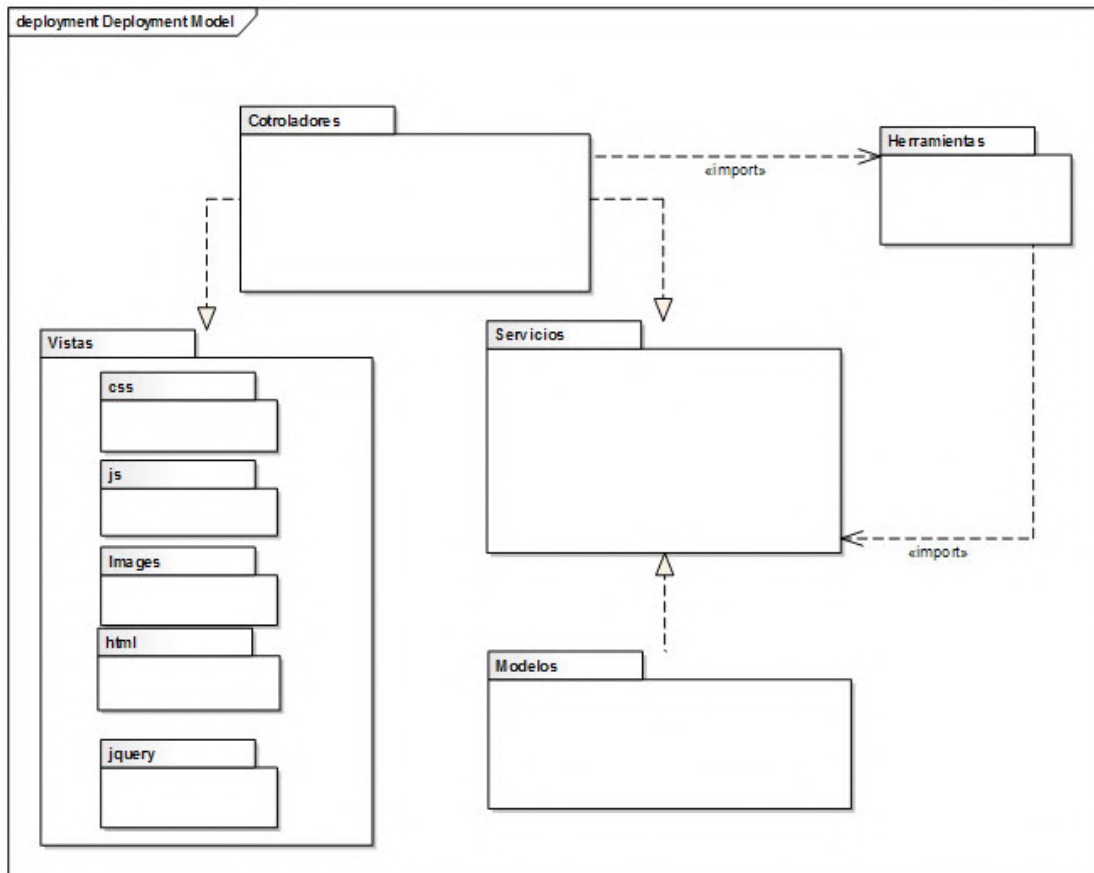 deployment Deployment Model
Cotroladores
Herramientas
«import»
Vistas
Servicios
css
js
Images
«import»
html
Modelos
jquery